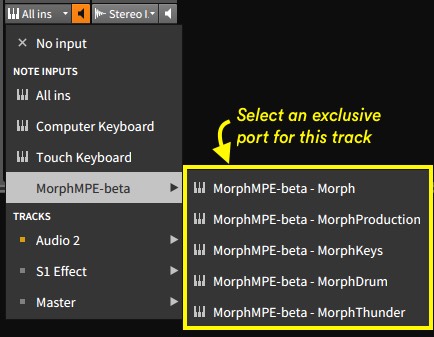 All ins
Stereo I.
No input
NOTE INPUTS
All ins
Computer Keyboard
Touch Keyboard
MorphMPE-beta
TRACKS
Audio 2
S1 Effect
Master
Select an exclusive
port for this track
MorphMPE-beta - Morph
MorphMPE-beta - MorphProduction
MorphMPE-beta - MorphKeys
MorphMPE-beta - MorphDrum
MorphMPE-beta - MorphThunder